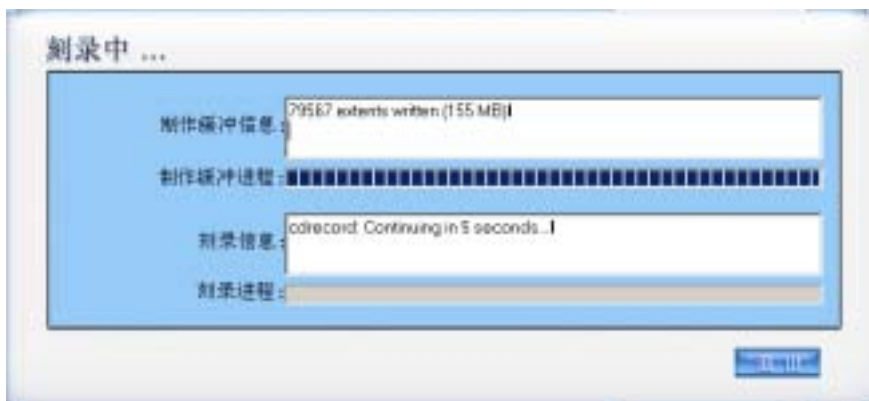 刻录中 ...
制作缓冲信息:
79567 extents written (155 MB)
制作缓冲进程:
刻录信息:
cdrecord: Continuing in 5 seconds...
刻录进程: